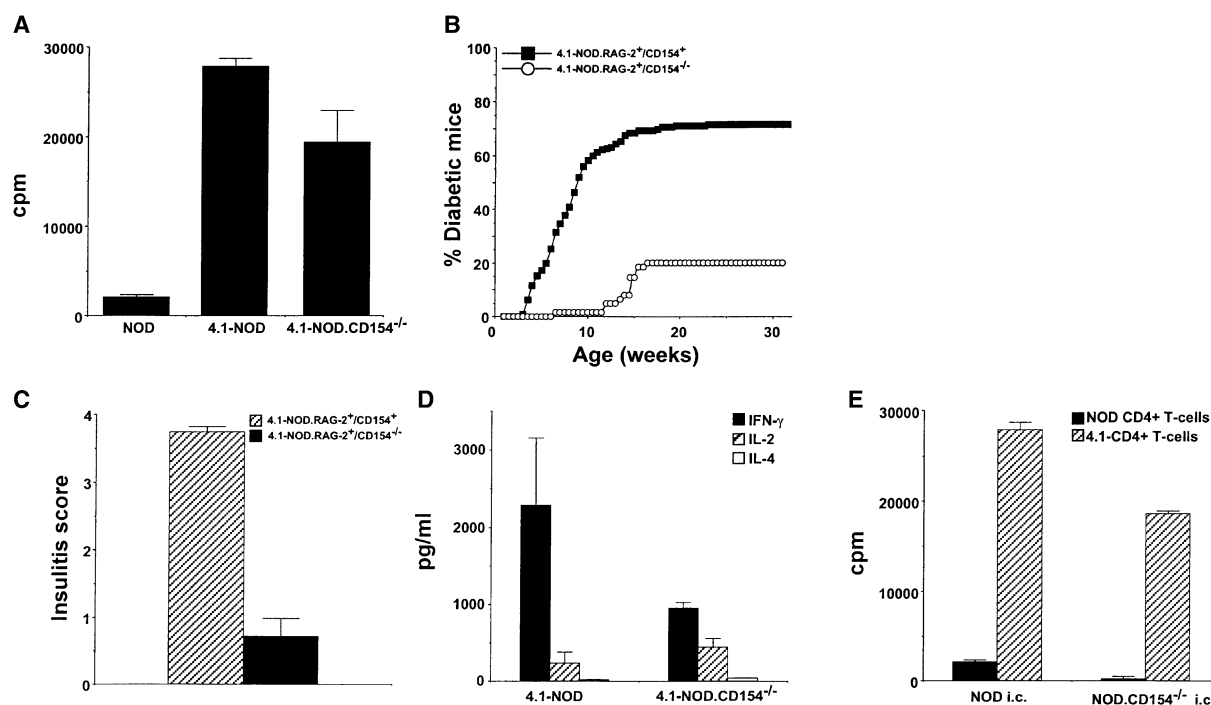 A
30000
20000
10000
0
cpm
NOD
4.1-NOD
4.1-NOD.CD154-/-
B
100
80
60
40
20
0
% Diabetic mice
4.1-NOD.RAG-2+/CD154+
4.1-NOD.RAG-2+/CD154-/-
0 10 20 30
Age (weeks)
C
4
3
2
1
0
Insulitis score
4.1-NOD.RAG-2+/CD154+
4.1-NOD.RAG-2+/CD154-/-
D
3000
2000
1000
0
pg/ml
IFN-γ
IL-2
IL-4
4.1-NOD
4.1-NOD.CD154-/-
E
30000
20000
10000
0
cpm
NOD CD4+ T-cells
4.1-CD4+ T-cells
NOD i.c.
NOD.CD154-/- i.c